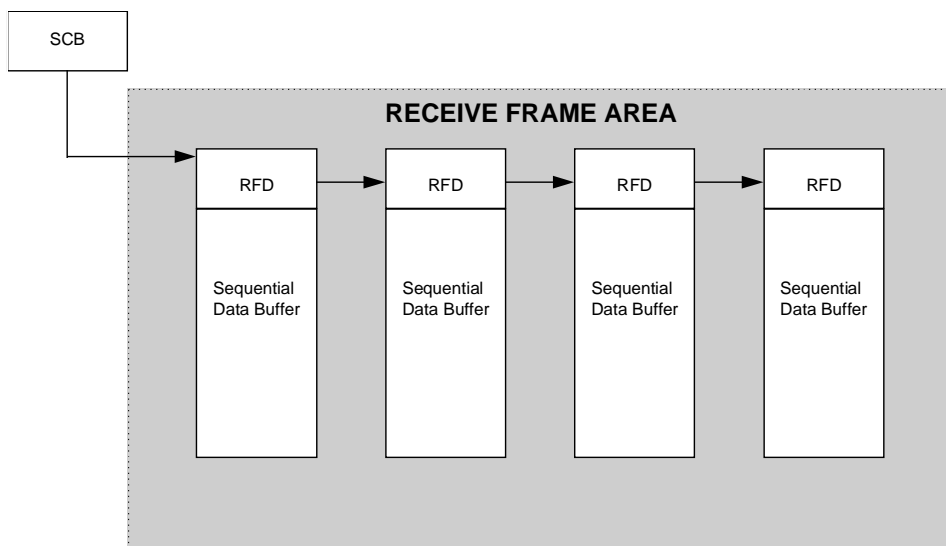 SCB
RECEIVE FRAME AREA
RFD
RFD
RFD
RFD
Sequential
Data Buffer
Sequential
Data Buffer
Sequential
Data Buffer
Sequential
Data Buffer